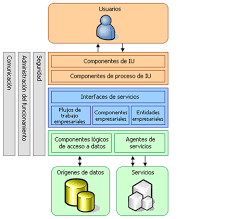 Usuarios
Comunicación
Administración del funcionamiento
Seguridad
Componentes de IU
Componentes de proceso de IU
Interfaces de servicios
Flujos de trabajo empresariales
Componentes empresariales
Entidades empresariales
Componentes lógicos de acceso a datos
Agentes de servicios
Orígenes de datos
Servicios